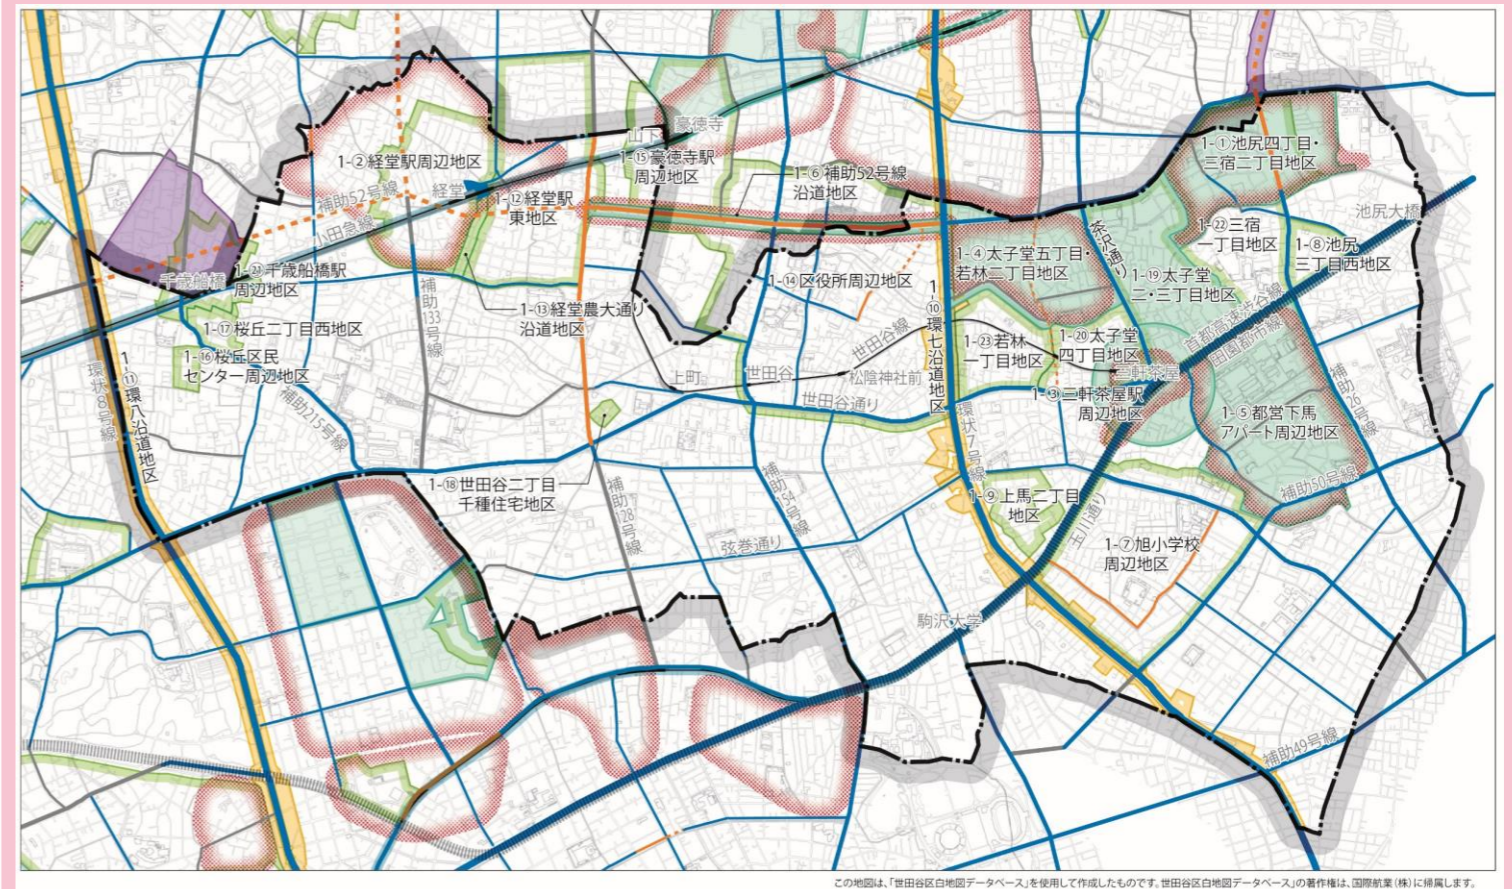 豪徳寺
山下
1-⑮豪徳寺駅
周辺地区
1-②経堂駅周辺地区
補助52号線
経堂
小田急線
1-⑫経堂駅
東地区
1-⑥補助52号線
沿道地区
1-①池尻四丁目・
三宿二丁目地区
池尻大橋
1-㉒三宿
一丁目地区
1-⑧池尻
三丁目西地区
茶沢通り
1-④太子堂五丁目・
若林二丁目地区
1-⑲太子堂
二・三丁目地区
首都高速渋谷線
田園都市線
千歳船橋
1-㉑千歳船橋駅
周辺地区
1-⑭区役所周辺地区
1-⑩環七沿道地区
補助133号線
1-⑬経堂農大通り
沿道地区
1-⑰桜丘二丁目西地区
1-⑯桜丘区民
センター周辺地区
1-⑪環八沿道地区
環状8号線
補助215号線
世田谷線
上町
世田谷
松陰神社前
世田谷通り
1-㉓若林
一丁目地区
1-⑳太子堂
四丁目地区
三軒茶屋
1-③三軒茶屋駅
周辺地区
1-⑤都営下馬
アパート周辺地区
補助26号線
環状7号線
補助50号線
1-⑱世田谷二丁目
千種住宅地区
補助128号線
補助54号線
弦巻通り
1-⑨上馬二丁目
地区
玉川通り
1-⑦旭小学校
周辺地区
駒沢大学
補助49号線
この地図は、「世田谷区白地図データベース」を使用して作成したものです。世田谷区白地図データベース」の著作権は、国際航業(株)に帰属します。